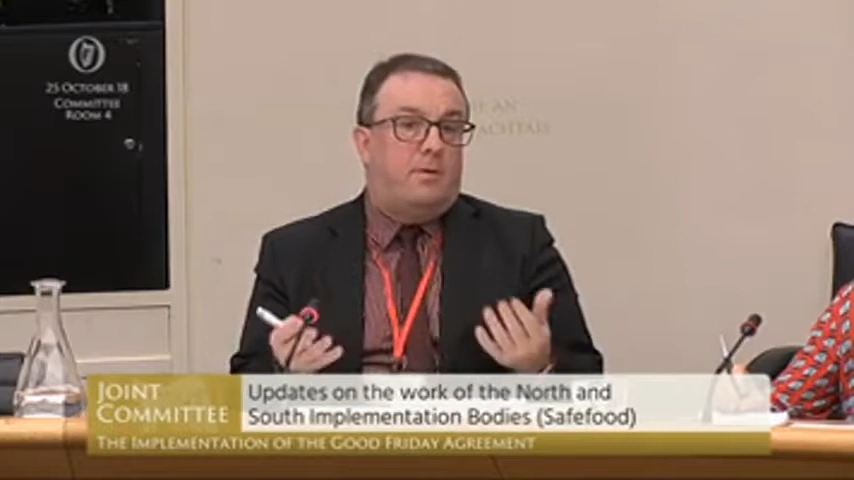 25 October 18
Committee
Room 4
Joint
Committee
Updates on the work of the North and
South Implementation Bodies (Safefood)
The Implementation of the Good Friday Agreement